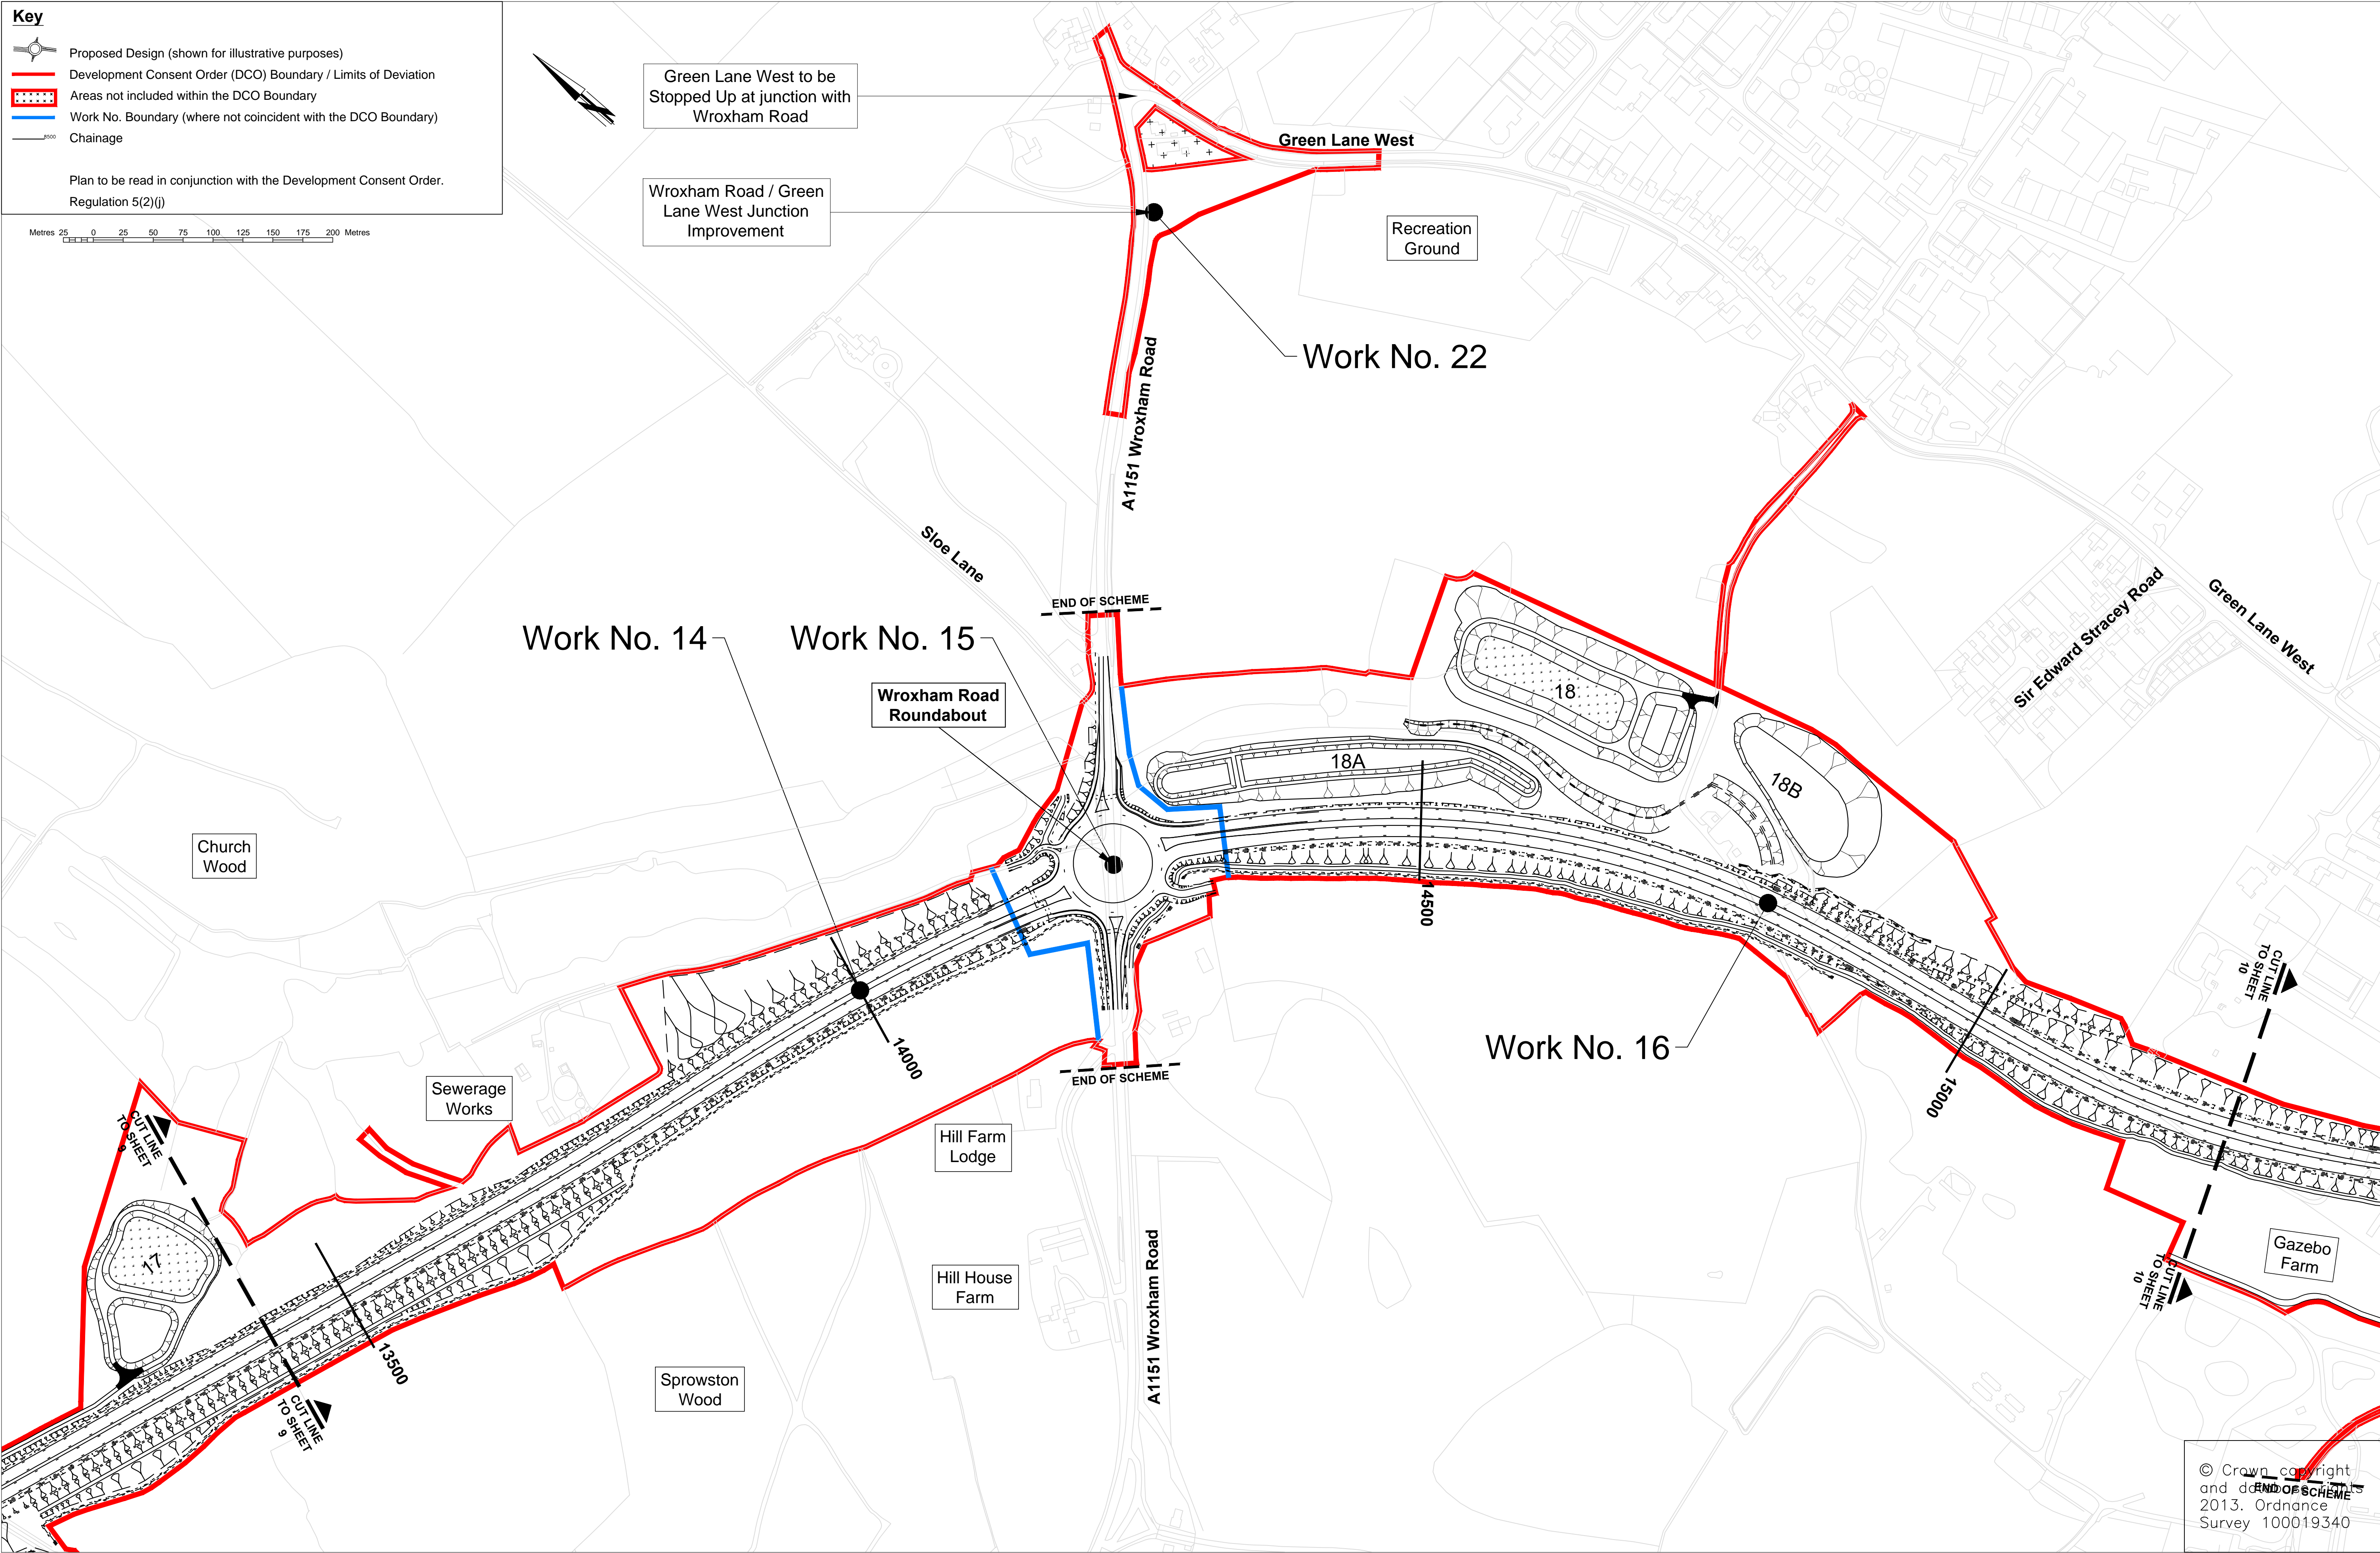 Key
Proposed Design (shown for illustrative purposes)
Development Consent Order (DCO) Boundary / Limits of Deviation
Areas not included within the DCO Boundary
Work No. Boundary (where not coincident with the DCO Boundary)
8500
Chainage
Plan to be read in conjunction with the Development Consent Order.
Regulation 5(2)(j)
Metres 25 0 25 50 75 100 125 150 175 200 Metres
Green Lane West to be
Stopped Up at junction with
Wroxham Road
Wroxham Road / Green
Lane West Junction
Improvement
Green Lane West
Recreation
Ground
Work No. 22
A1151 Wroxham Road
Sloe Lane
END OF SCHEME
Work No. 14
Work No. 15
Wroxham Road
Roundabout
Sir Edward Stracey Road
Green Lane West
18
18A
18B
14500
Church
Wood
CUT LINE
TO SHEET
10
Work No. 16
14000
END OF SCHEME
15000
Sewerage
Works
CUT LINE
TO SHEET
9
Hill Farm
Lodge
17
Hill House
Farm
A1151 Wroxham Road
Gazebo
Farm
CUT LINE
TO SHEET
10
13500
Sprowston
Wood
CUT LINE
TO SHEET
9
© Crown copyright
and database rights
2013. Ordnance
Survey 100019340
END OF SCHEME